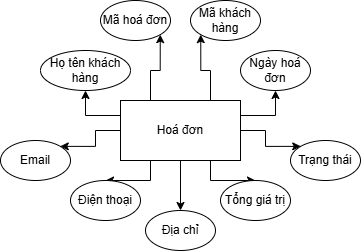 Mã hoá đơn
Mã khách
hàng
Họ tên khách
hàng
Ngày hoá
đơn
Hoá đơn
Email
Trạng thái
Điện thoại
Tổng giá trị
Địa chỉ